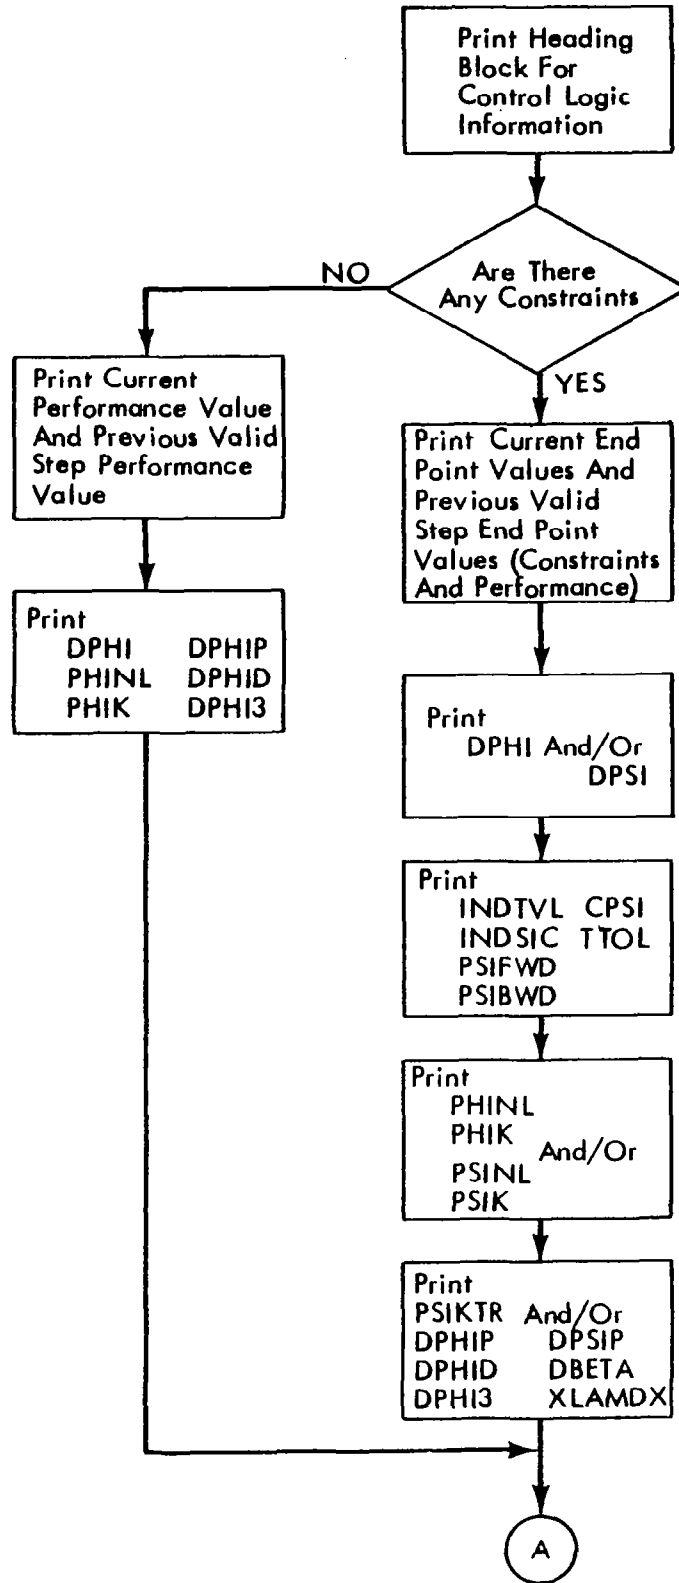 Print Heading
Block For
Control Logic
Information
Are There
Any Constraints
NO
YES
Print Current
Performance Value
And Previous Valid
Step Performance
Value
Print Current End
Point Values And
Previous Valid
Step End Point
Values (Constraints
And Performance)
Print
DPHI DPHIP
PHINL DPHID
PHIK DPHI3
Print
DPHI And/Or
DPSI
Print
INDTVL CPSI
INDSIC TTOL
PSIFWD
PSIBWD
Print
PHINL
PHIK
And/Or
PSINL
PSIK
Print
PSIKTR And/Or
DPHIP DPSIP
DPHID DBETA
DPHI3 XLAMDX
A